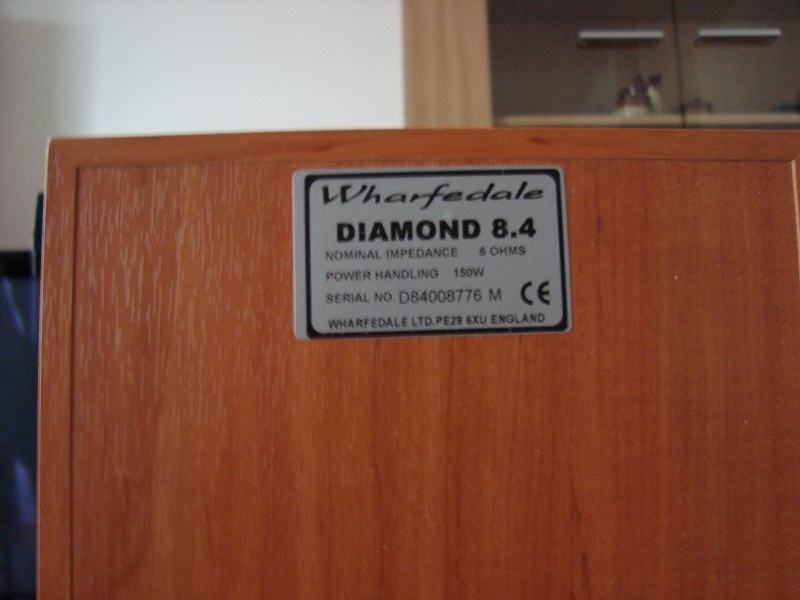 Wharfedale
DIAMOND 8.4
NOMINAL IMPEDANCE 6 OHMS
POWER HANDLING 150W
SERIAL NO. D84008776 M CE
WHARFEDALE LTD.PE29 6XU ENGLAND